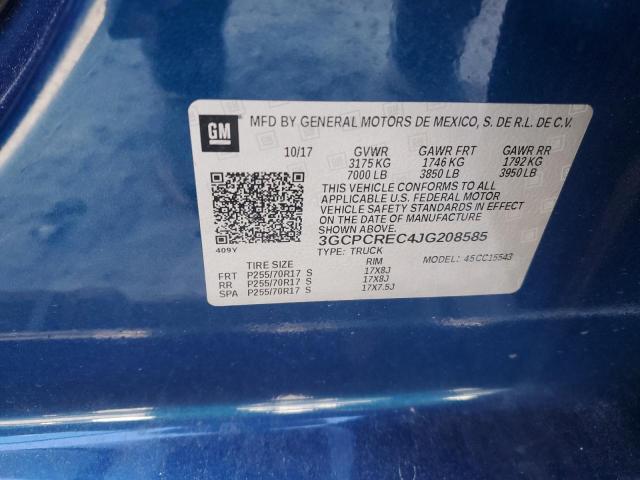 GM MFD BY GENERAL MOTORS DE MEXICO, S. DE R.L. DE C.V.
10/17 GVWR GAWR FRT GAWR RR
3175 KG 1746 KG 1792 KG
7000 LB 3850 LB 3950 LB
THIS VEHICLE CONFORMS TO ALL
APPLICABLE U.S. FEDERAL MOTOR
VEHICLE SAFETY STANDARDS IN
EFFECT ON THE DATE OF MANUFACTURE
SHOWN ABOVE.
409Y 3GCPCREC4JG208585
TYPE: TRUCK MODEL: 45CC15543
TIRE SIZE RIM
FRT P255/70R17 S 17X8J
RR P255/70R17 S 17X8J
SPA P255/70R17 S 17X7.5J